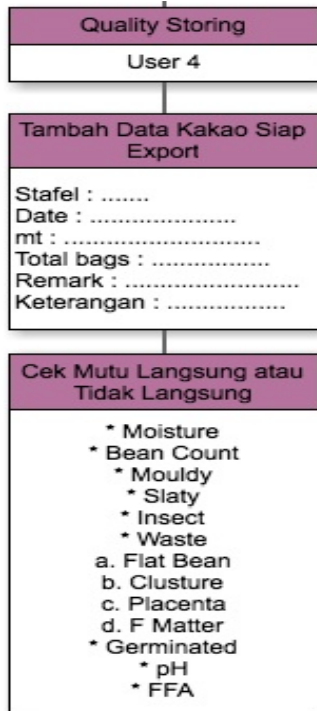 Quality Storing
User 4
Tambah Data Kakao Siap
Export
Stafel : .......
Date : .....................
mt : ............................
Total bags : .................
Remark : .........................
Keterangan : .................
Cek Mutu Langsung atau
Tidak Langsung
* Moisture
* Bean Count
* Mouldy
* Slaty
* Insect
* Waste
a. Flat Bean
b. Clusture
c. Placenta
d. F Matter
* Germinated
* pH
* FFA